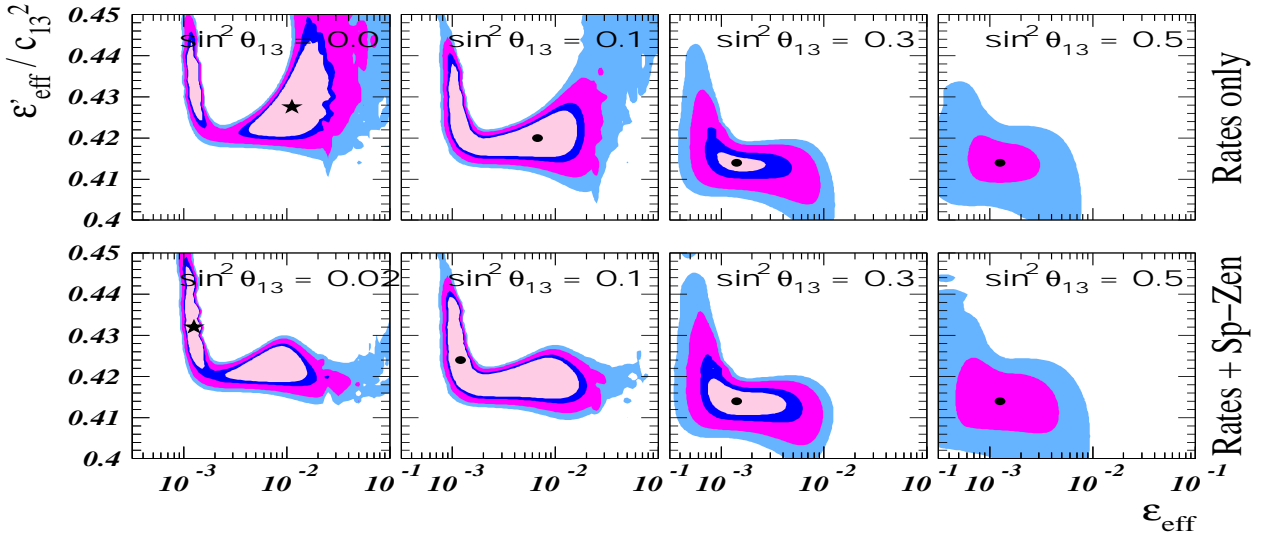 ε'eff / c13²
0.45
0.44
0.43
0.42
0.41
0.4
sin² θ13 = 0.0
sin² θ13 = 0.1
sin² θ13 = 0.3
sin² θ13 = 0.5
Rates only
0.45
0.44
0.43
0.42
0.41
0.4
sin² θ13 = 0.02
sin² θ13 = 0.1
sin² θ13 = 0.3
sin² θ13 = 0.5
Rates + Sp-Zen
10⁻³ 10⁻² 10 10⁻³ 10⁻² 10⁻¹ 10⁻³ 10⁻² 10⁻¹ 10⁻³ 10⁻² 10⁻¹
εeff